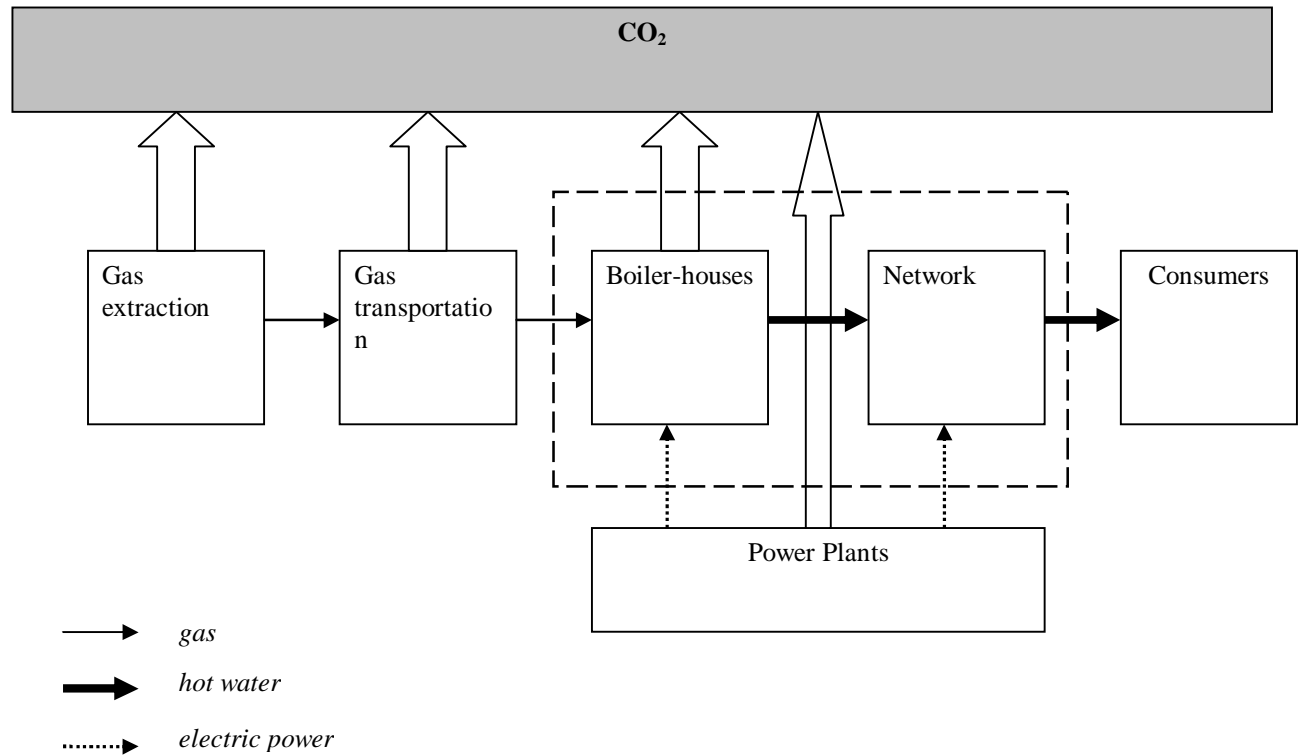 CO₂
Gas
extraction
Gas
transportatio
n
Boiler-houses
Network
Consumers
Power Plants
gas
hot water
electric power